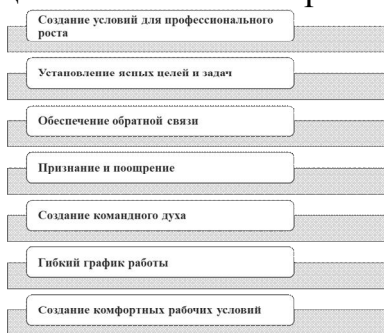 Создание условий для профессионального
роста
Установление ясных целей и задач
Обеспечение обратной связи
Признание и поощрение
Создание командного духа
Гибкий график работы
Создание комфортных рабочих условий